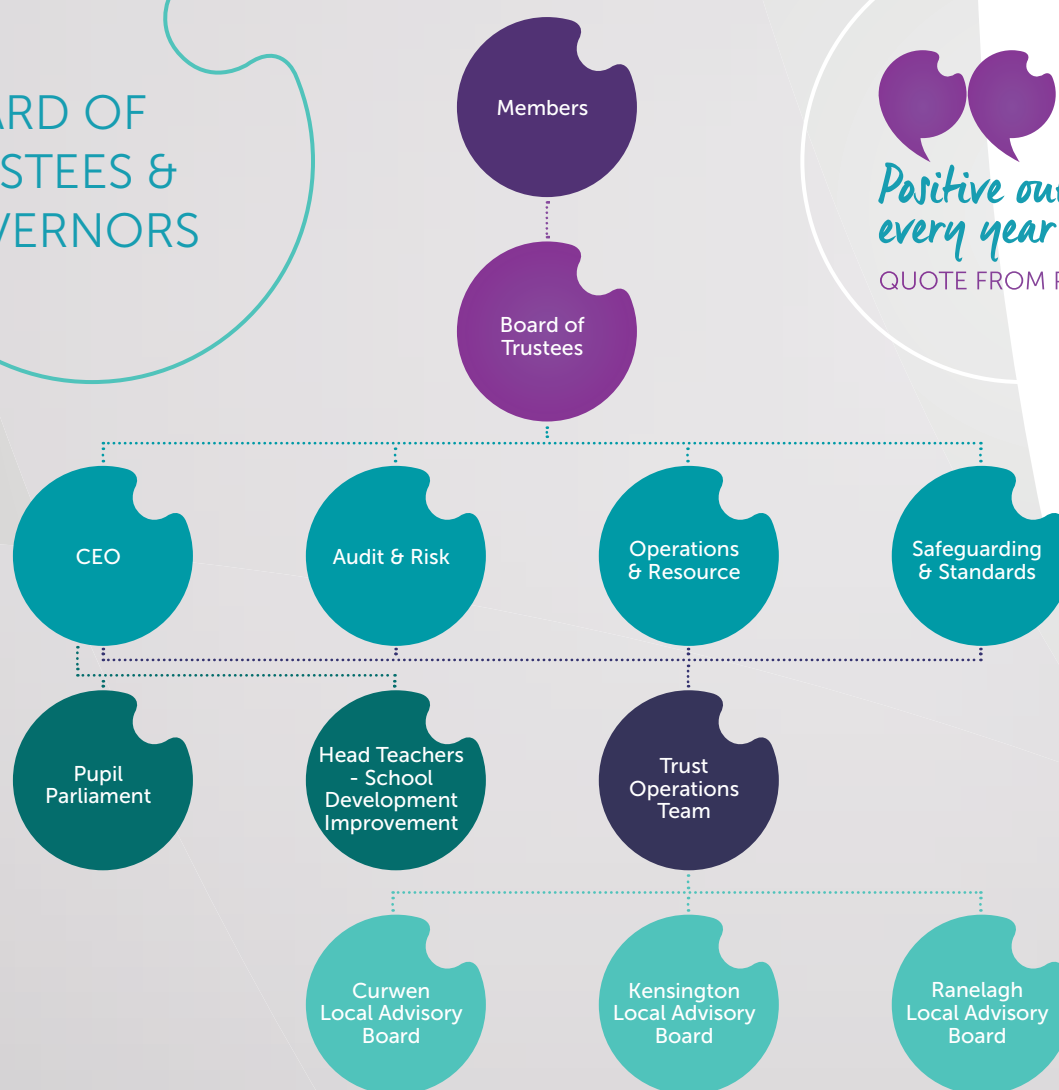 ARD OF
STEES &
VERNORS
Members
Positive
every year
QUOTE FROM
Board of
Trustees
CEO
Audit & Risk
Operations
& Resource
Safeguarding
& Standards
Pupil
Parliament
Head Teachers
- School
Development
Improvement
Trust
Operations
Team
Curwen
Local Advisory
Board
Kensington
Local Advisory
Board
Ranelagh
Local Advisory
Board